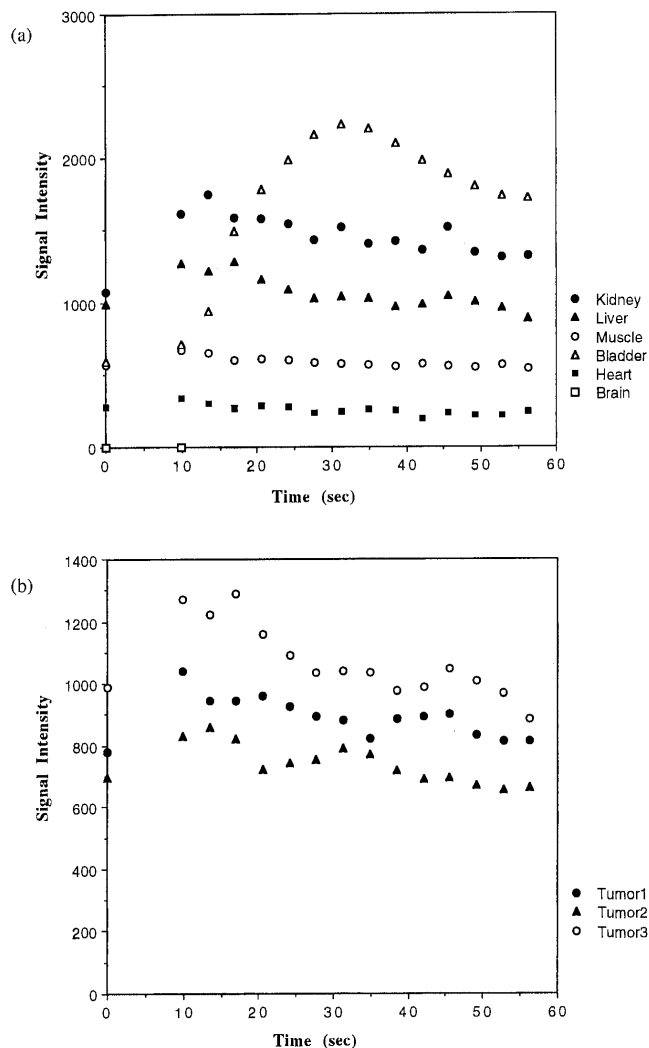 (a)
3000
2000
1000
0
Signal Intensity
0 10 20 30 40 50 60
Time (sec)
Kidney
Liver
Muscle
Bladder
Heart
Brain
(b)
1400
1200
1000
800
600
400
200
0
Signal Intensity
0 10 20 30 40 50 60
Time (sec)
Tumor1
Tumor2
Tumor3